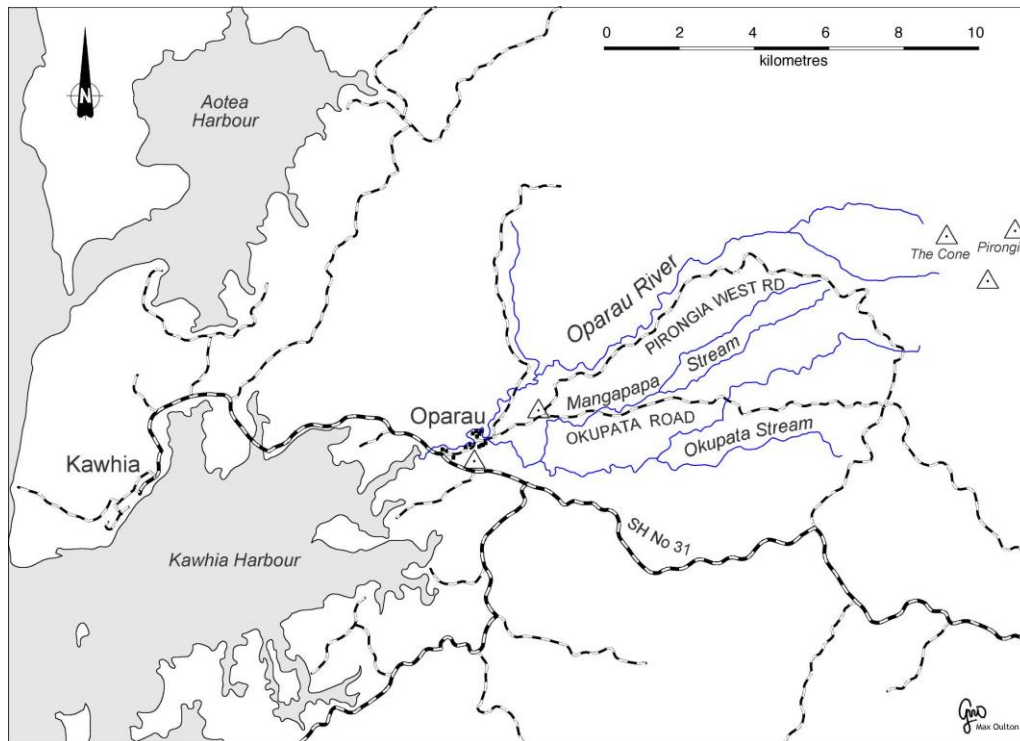 0 2 4 6 8 10
kilometres
N
Aotea
Harbour
The Cone
Pirongia
Oparau River
PIRONGIA WEST RD
Mangapapa Stream
Oparau
OKUPATA ROAD
Okupata Stream
Kawhia
SH No 31
Kawhia Harbour
Max Oulton